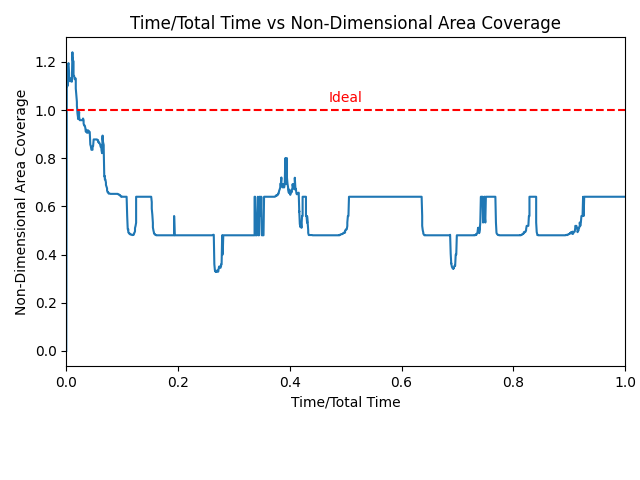 Time/Total Time vs Non-Dimensional Area Coverage
Non-Dimensional Area Coverage
1.2
1.0
0.8
0.6
0.4
0.2
0.0
Ideal
0.0 0.2 0.4 0.6 0.8 1.0
Time/Total Time